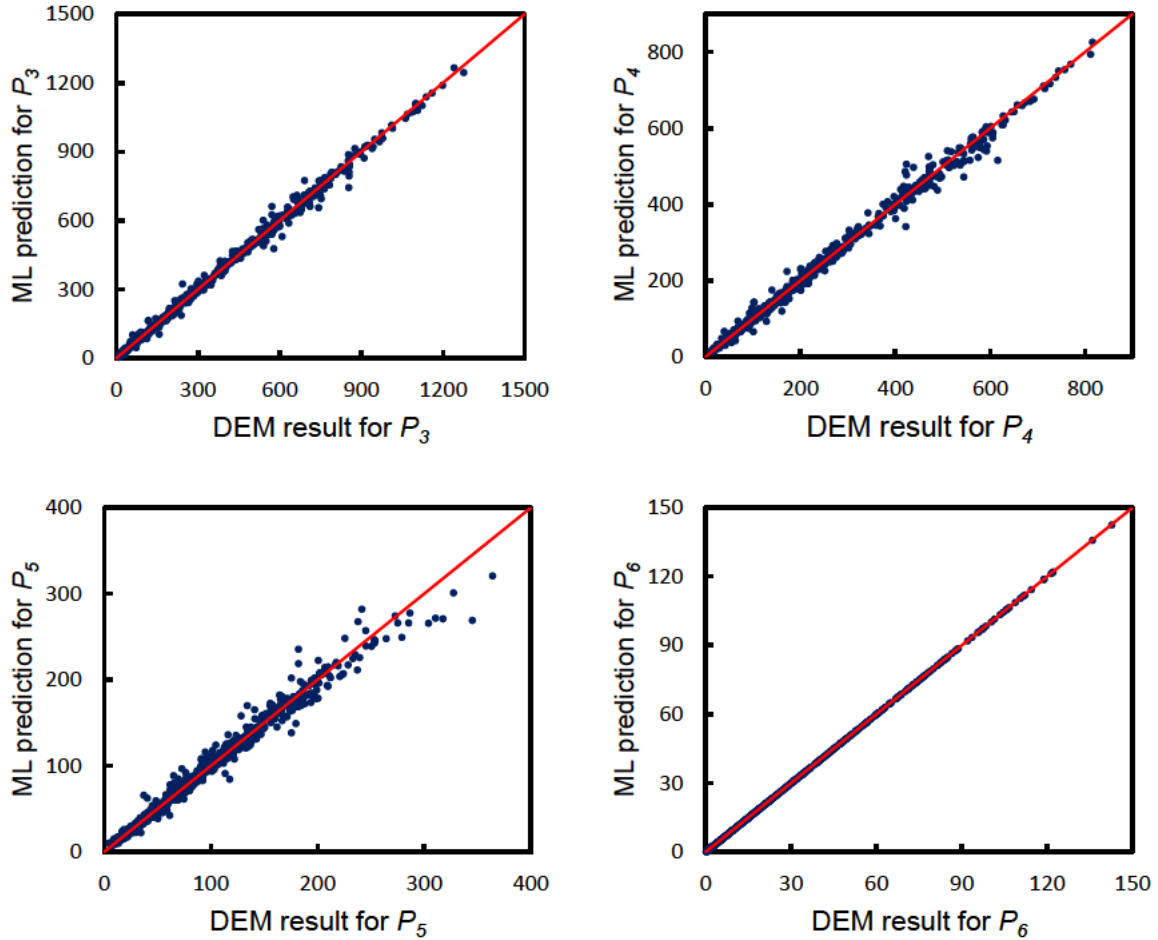 1500
1200
900
600
300
0
ML prediction for P3
0 300 600 900 1200 1500
DEM result for P3
800
600
400
200
0
ML prediction for P4
0 200 400 600 800
DEM result for P4
400
300
200
100
0
ML prediction for P5
0 100 200 300 400
DEM result for P5
150
120
90
60
30
0
ML prediction for P6
0 30 60 90 120 150
DEM result for P6